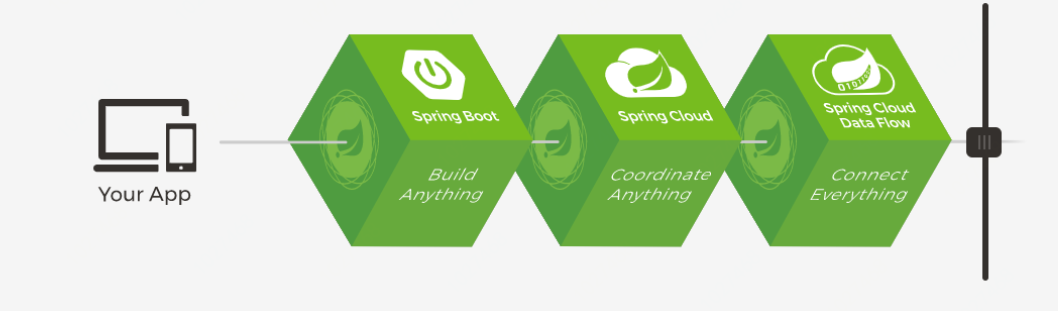 Your App
Spring Boot
Build
Anything
Spring Cloud
Coordinate
Anything
Spring Cloud
Data Flow
Connect
Everything